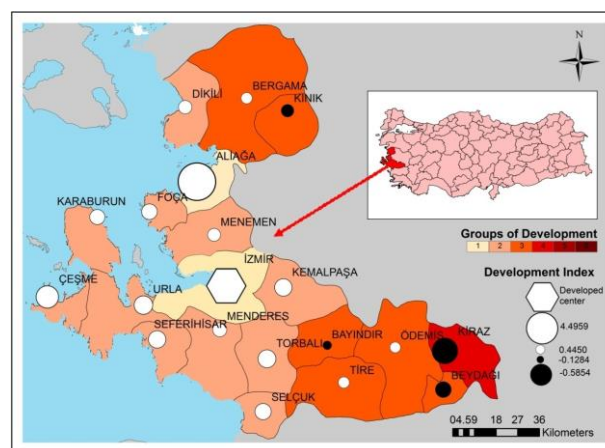 N
DİKİLİ
BERGAMA
KINIK
ALİAĞA
FOÇA
KARABURUN
MENEMEN
İZMİR
KEMALPAŞA
ÇEŞME
URLA
SEFERİHİSAR
MENDERES
TORBALI
BAYINDIR
ÖDEMİŞ
KİRAZ
BEYDAĞI
TİRE
SELÇUK
Groups of Development
1 2 3 4 5 6
Development Index
Developed
center
4.4959
0.4450
-0.1284
-0.5854
04.59 18 27 36
Kilometers